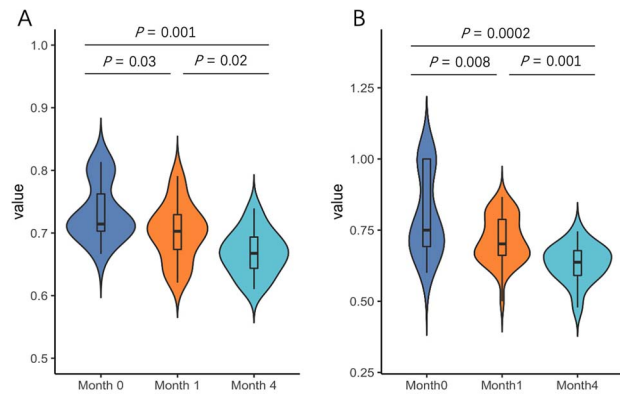 A
P = 0.001
P = 0.03 P = 0.02
1.0
0.9
0.8
0.7
0.6
0.5
value
Month 0 Month 1 Month 4
B
P = 0.0002
P = 0.008 P = 0.001
1.25
1.00
0.75
0.50
0.25
value
Month0 Month1 Month4